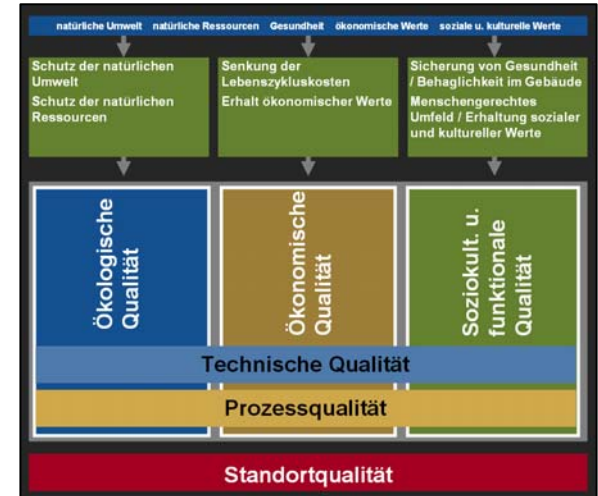 natürliche Umwelt natürliche Ressourcen Gesundheit ökonomische Werte soziale u. kulturelle Werte
Schutz der natürlichen
Umwelt
Schutz der natürlichen
Ressourcen
Senkung der
Lebenszykluskosten
Erhalt ökonomischer Werte
Sicherung von Gesundheit
/ Behaglichkeit im Gebäude
Menschengerechtes
Umfeld / Erhaltung sozialer
und kultureller Werte
Ökologische
Qualität
Ökonomische
Qualität
Soziokult. u.
funktionale
Qualität
Technische Qualität
Prozessqualität
Standortqualität